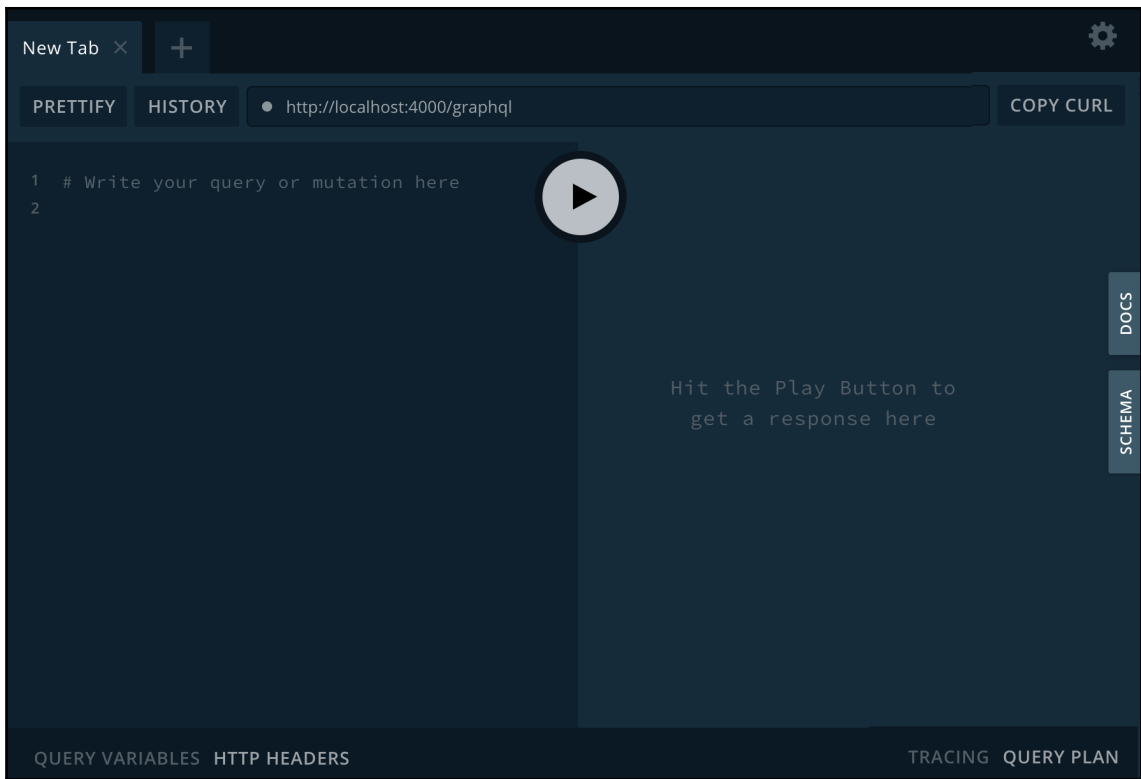 New Tab × +
PRETTIFY HISTORY http://localhost:4000/graphql COPY CURL
1 # Write your query or mutation here
2
DOCS
Hit the Play Button to
get a response here
SCHEMA
QUERY VARIABLES HTTP HEADERS TRACING QUERY PLAN